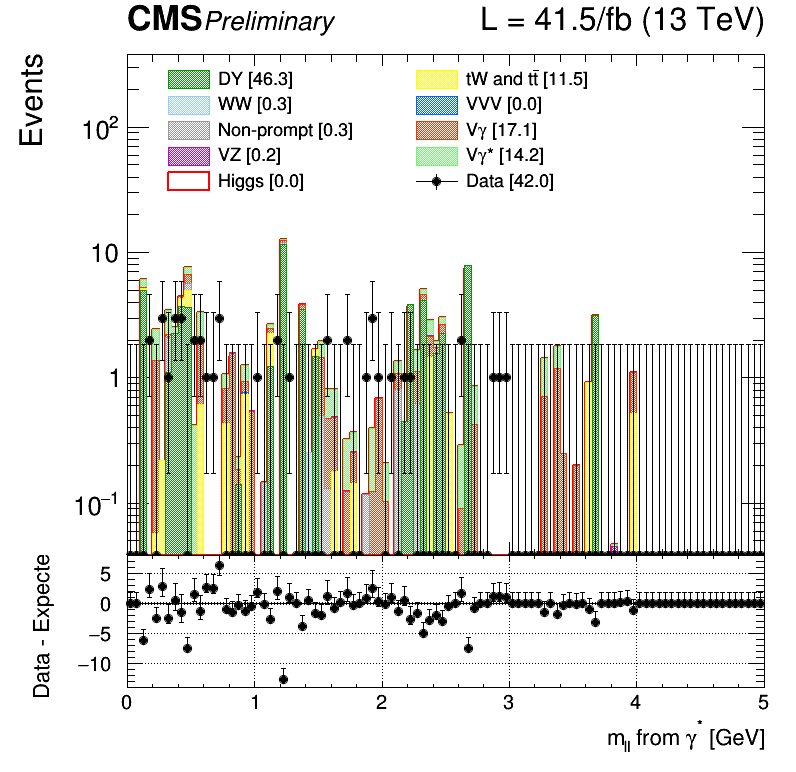 CMS Preliminary L = 41.5/fb (13 TeV)
Events
DY [46.3]
WW [0.3]
Non-prompt [0.3]
VZ [0.2]
Higgs [0.0]
tW and tt̄ [11.5]
VVV [0.0]
Vγ [17.1]
Vγ* [14.2]
Data [42.0]
10²
10
1
10⁻¹
Data - Expecte
5
0
−5
−10
0 1 2 3 4 5
mll from γ* [GeV]